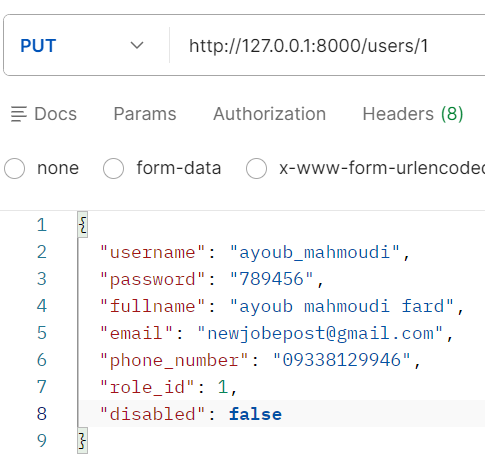 PUT http://127.0.0.1:8000/users/1
Docs Params Authorization Headers (8)
none form-data x-www-form-urlencoded
1 {
2 "username": "ayoub_mahmoudi",
3 "password": "789456",
4 "fullname": "ayoub mahmoudi fard",
5 "email": "newjobepost@gmail.com",
6 "phone_number": "09338129946",
7 "role_id": 1,
8 "disabled": false
9 }